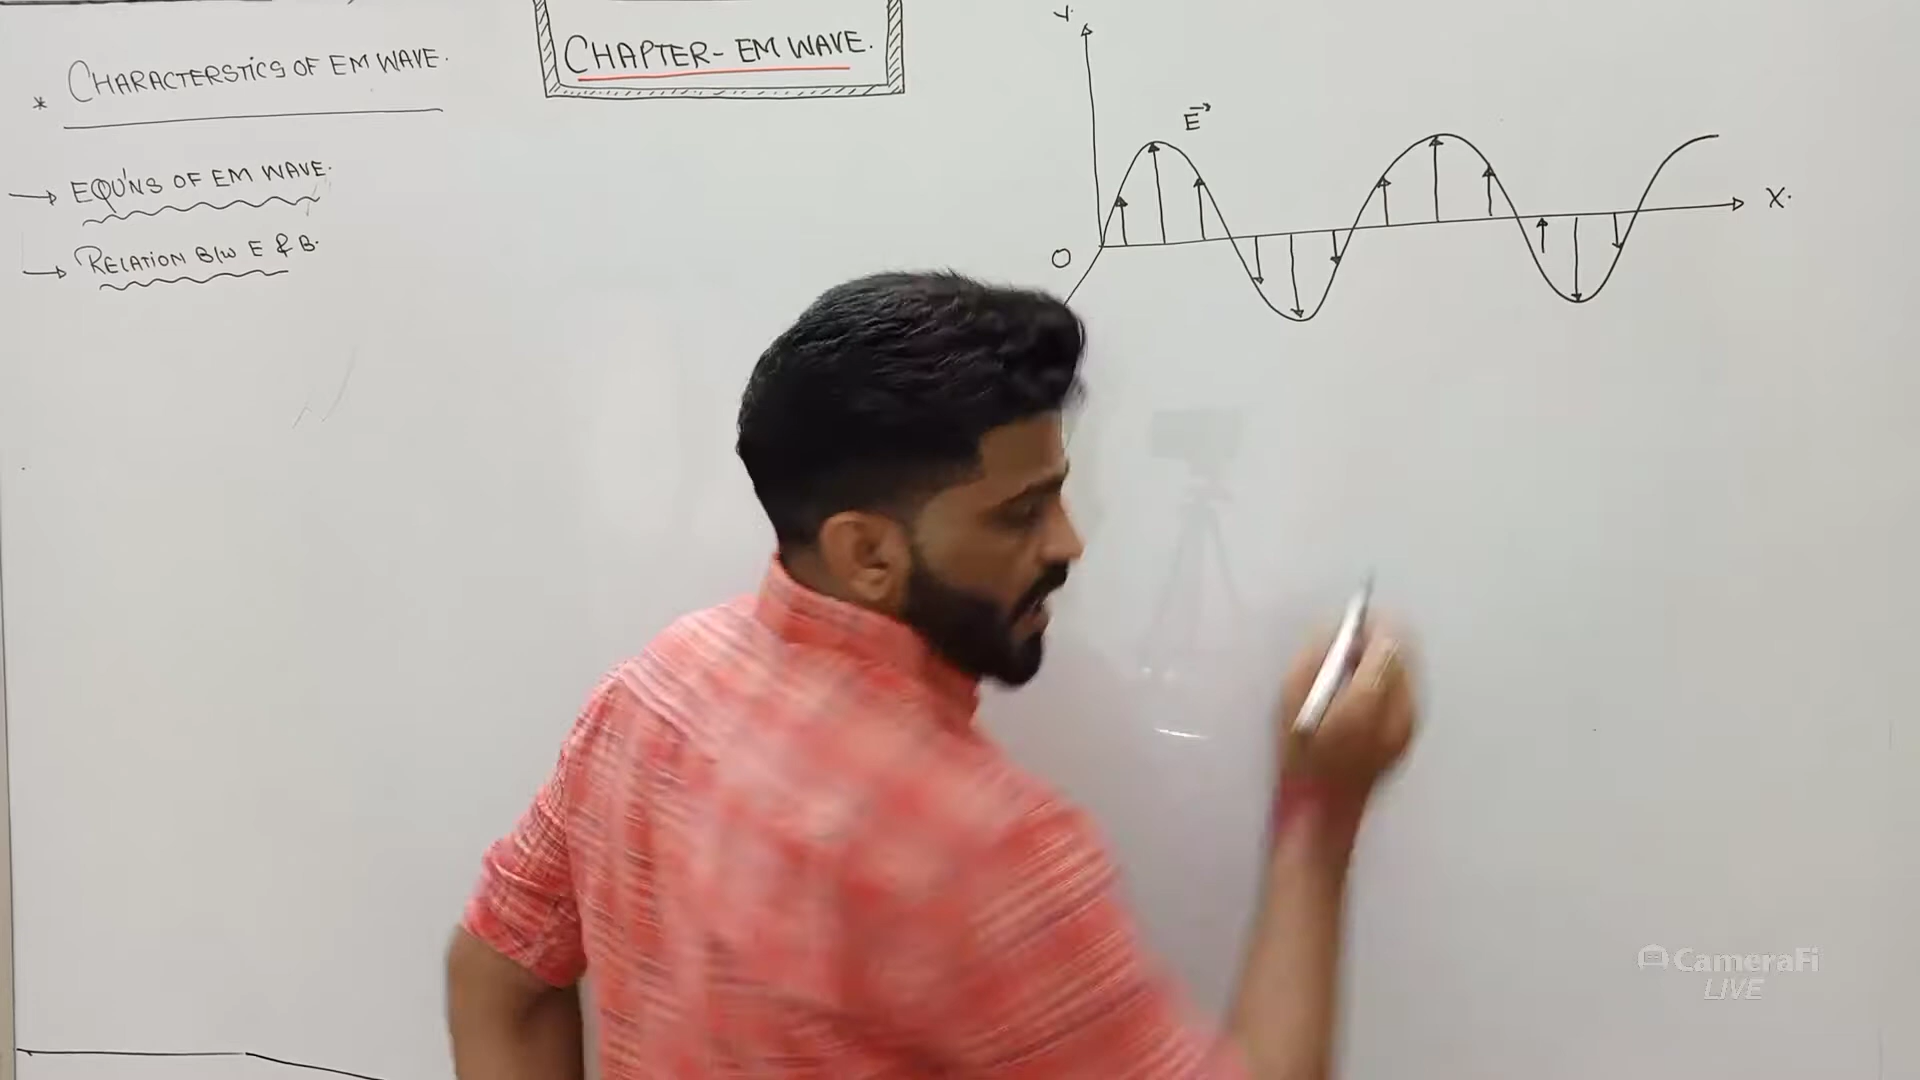 CHAPTER- EM WAVE.
* CHARACTERSTICS OF EM WAVE.
→ EQU'NS OF EM WAVE.
→ RELATION B/W E & B.
Y.
E→
X.
O
CameraFi
LIVE